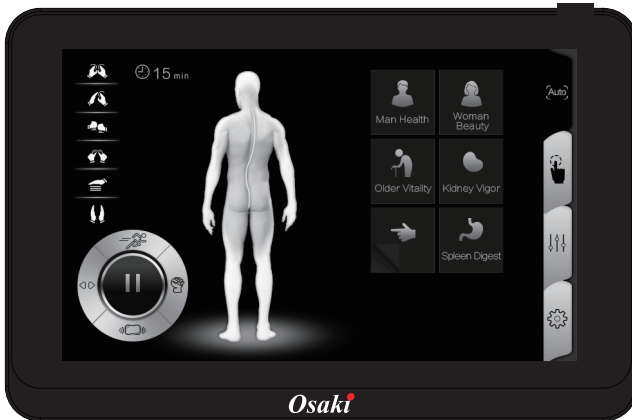 15 min
(Auto)
Man Health
Woman
Beauty
Older Vitality
Kidney Vigor
Spleen Digest
Osaki